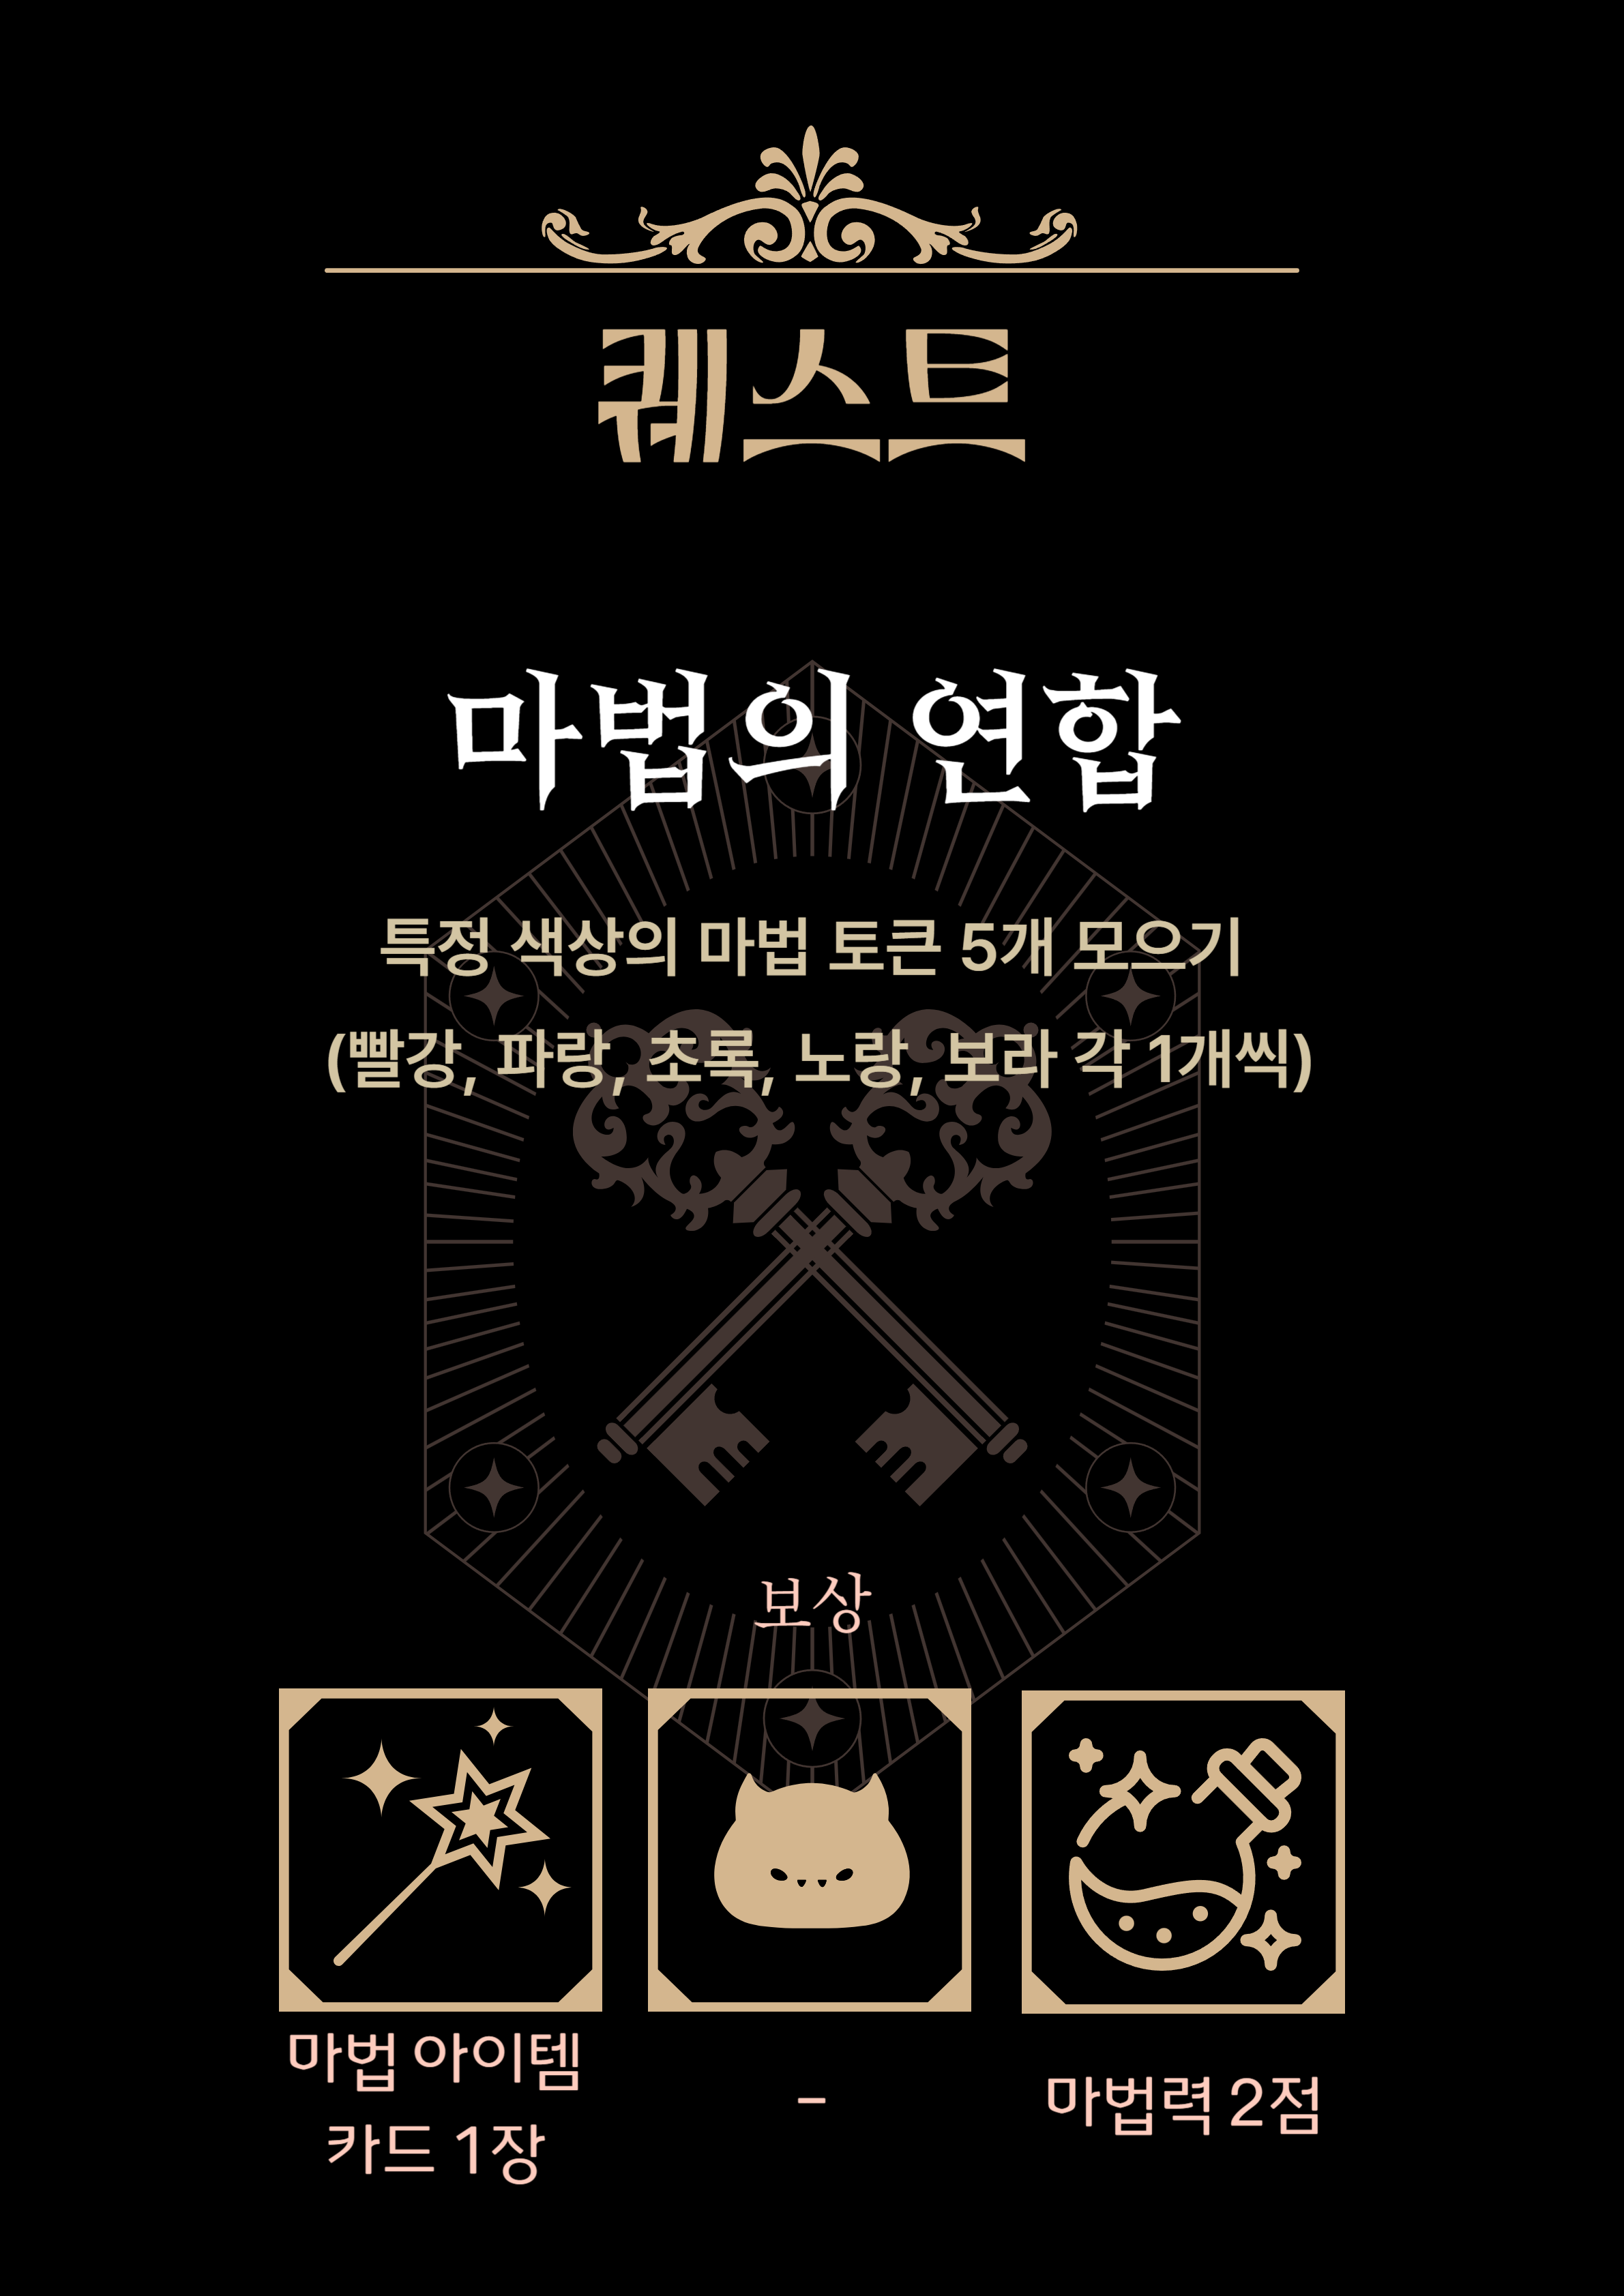 퀘스트
마법의 연합
특정 색상의 마법 토큰 5개 모으기
(빨강, 파랑, 초록, 노랑, 보라 각 1개씩)
보상
마법 아이템
카드 1장
-
마법력 2점